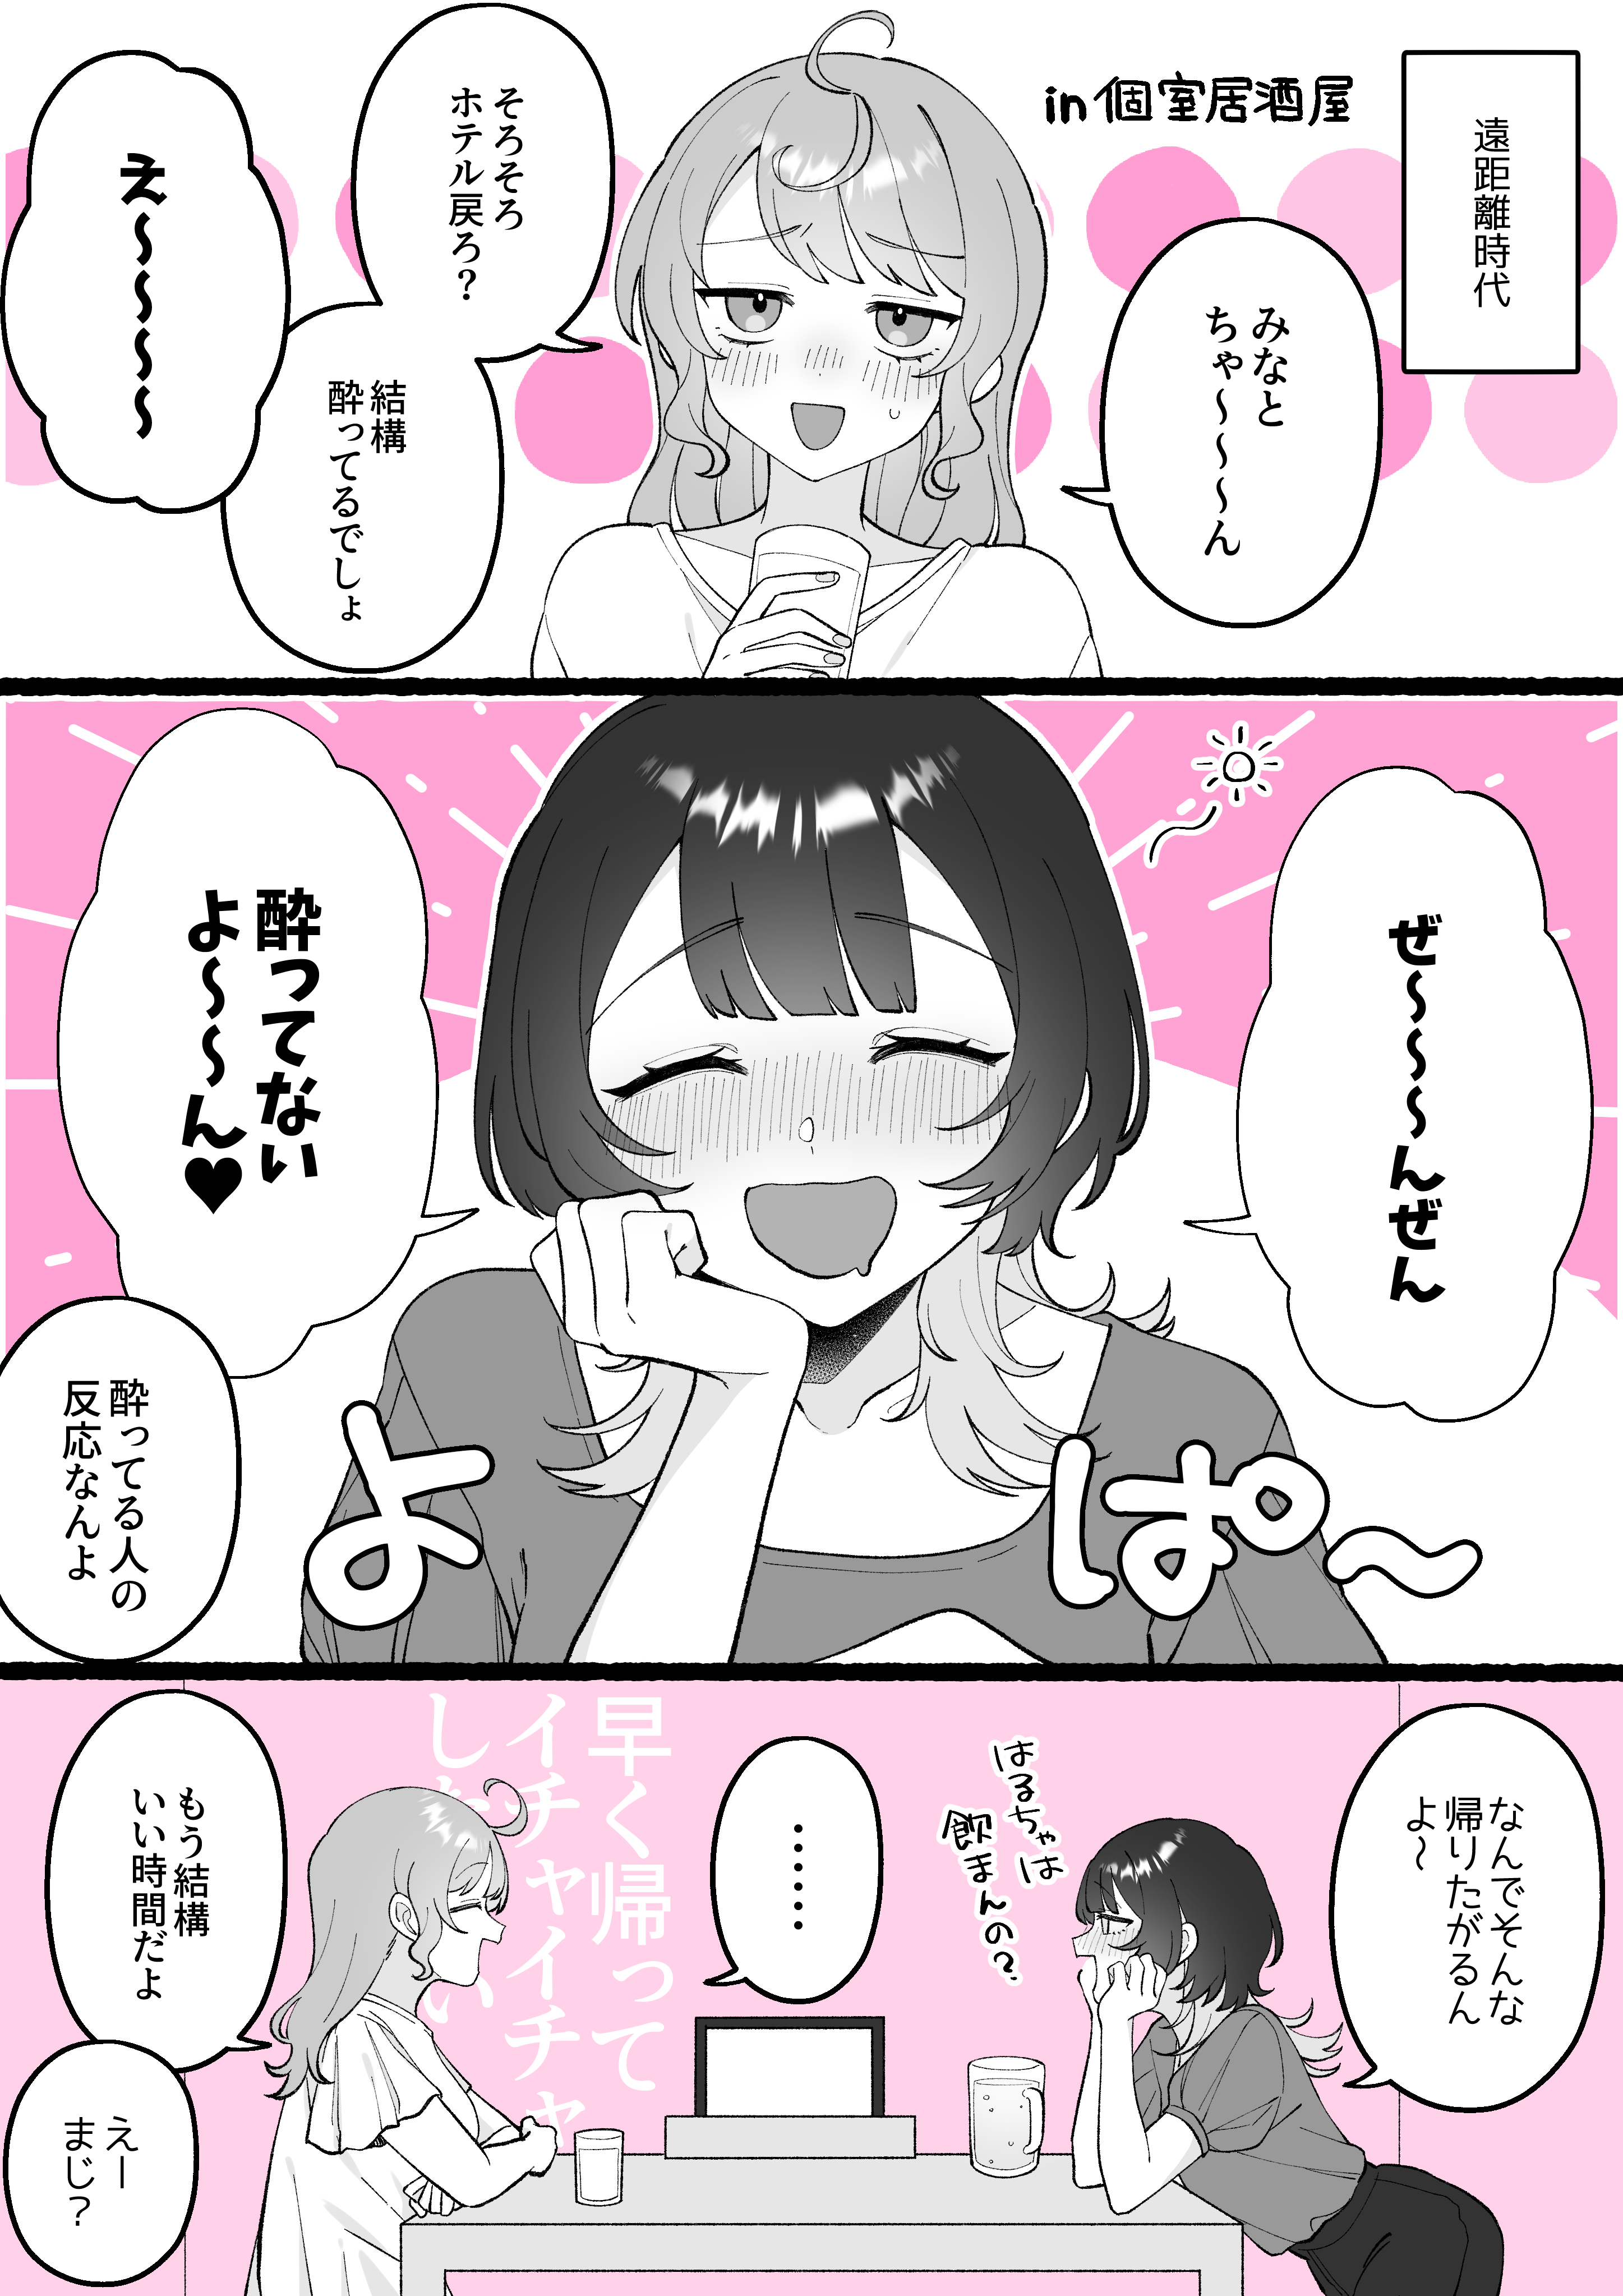 遠距離時代
in個室居酒屋
みなと
ちゃ～～～ん
そろそろ
ホテル戻ろ？
結構
酔ってるでしょ
え～～～～
ぜ～～～んぜん
酔ってない
よ～～ん♥
ぱ～
よ
酔ってる人の
反応なんよ
なんでそんな
帰りたがるん
よ～
はるちゃは
飲まんの？
……
早く帰って
イチャイチャ
したい
もう結構
いい時間だよ
えー
まじ？